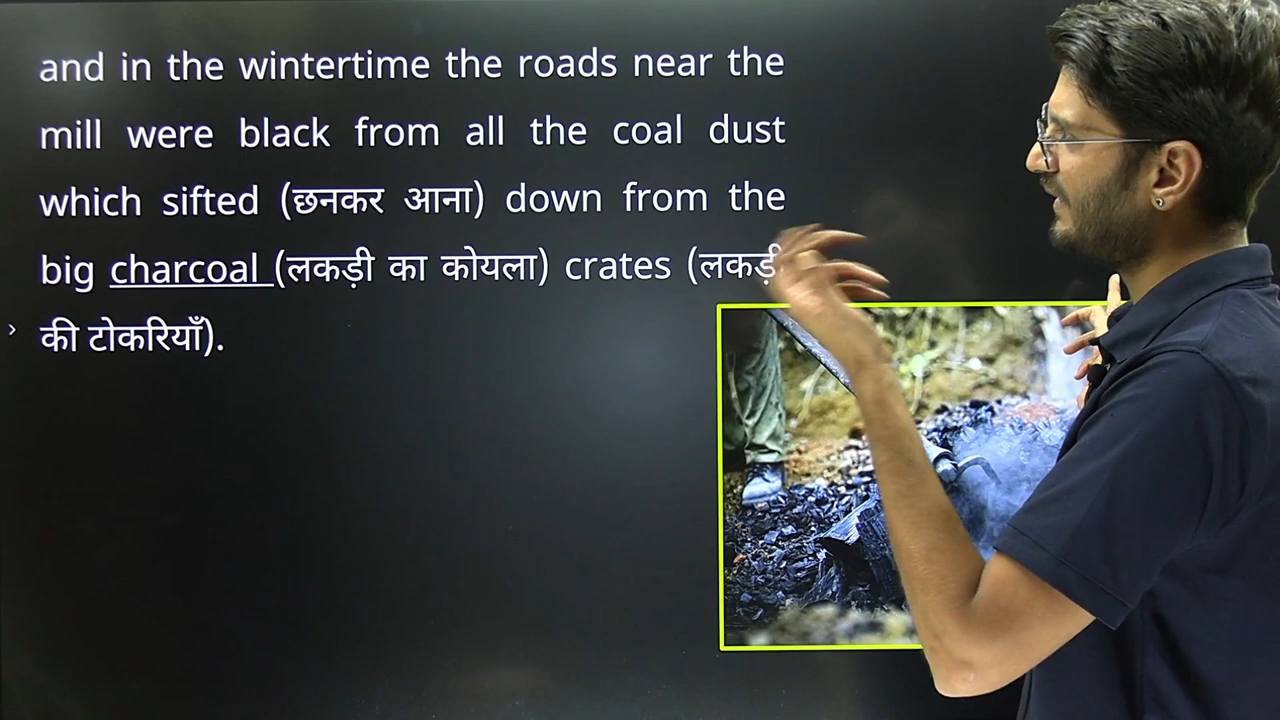 and in the wintertime the roads near the
mill were black from all the coal dust
which sifted (छनकर आना) down from the
big charcoal (लकड़ी का कोयला) crates (लकड़ी
की टोकरियाँ).